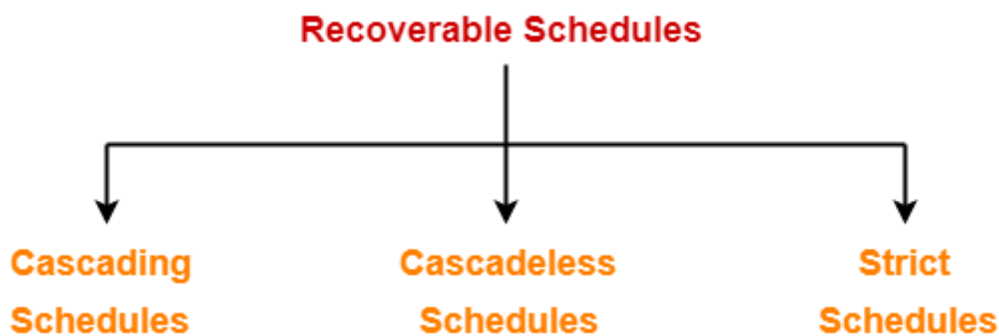 Recoverable Schedules
Cascading Schedules
Cascadeless Schedules
Strict Schedules